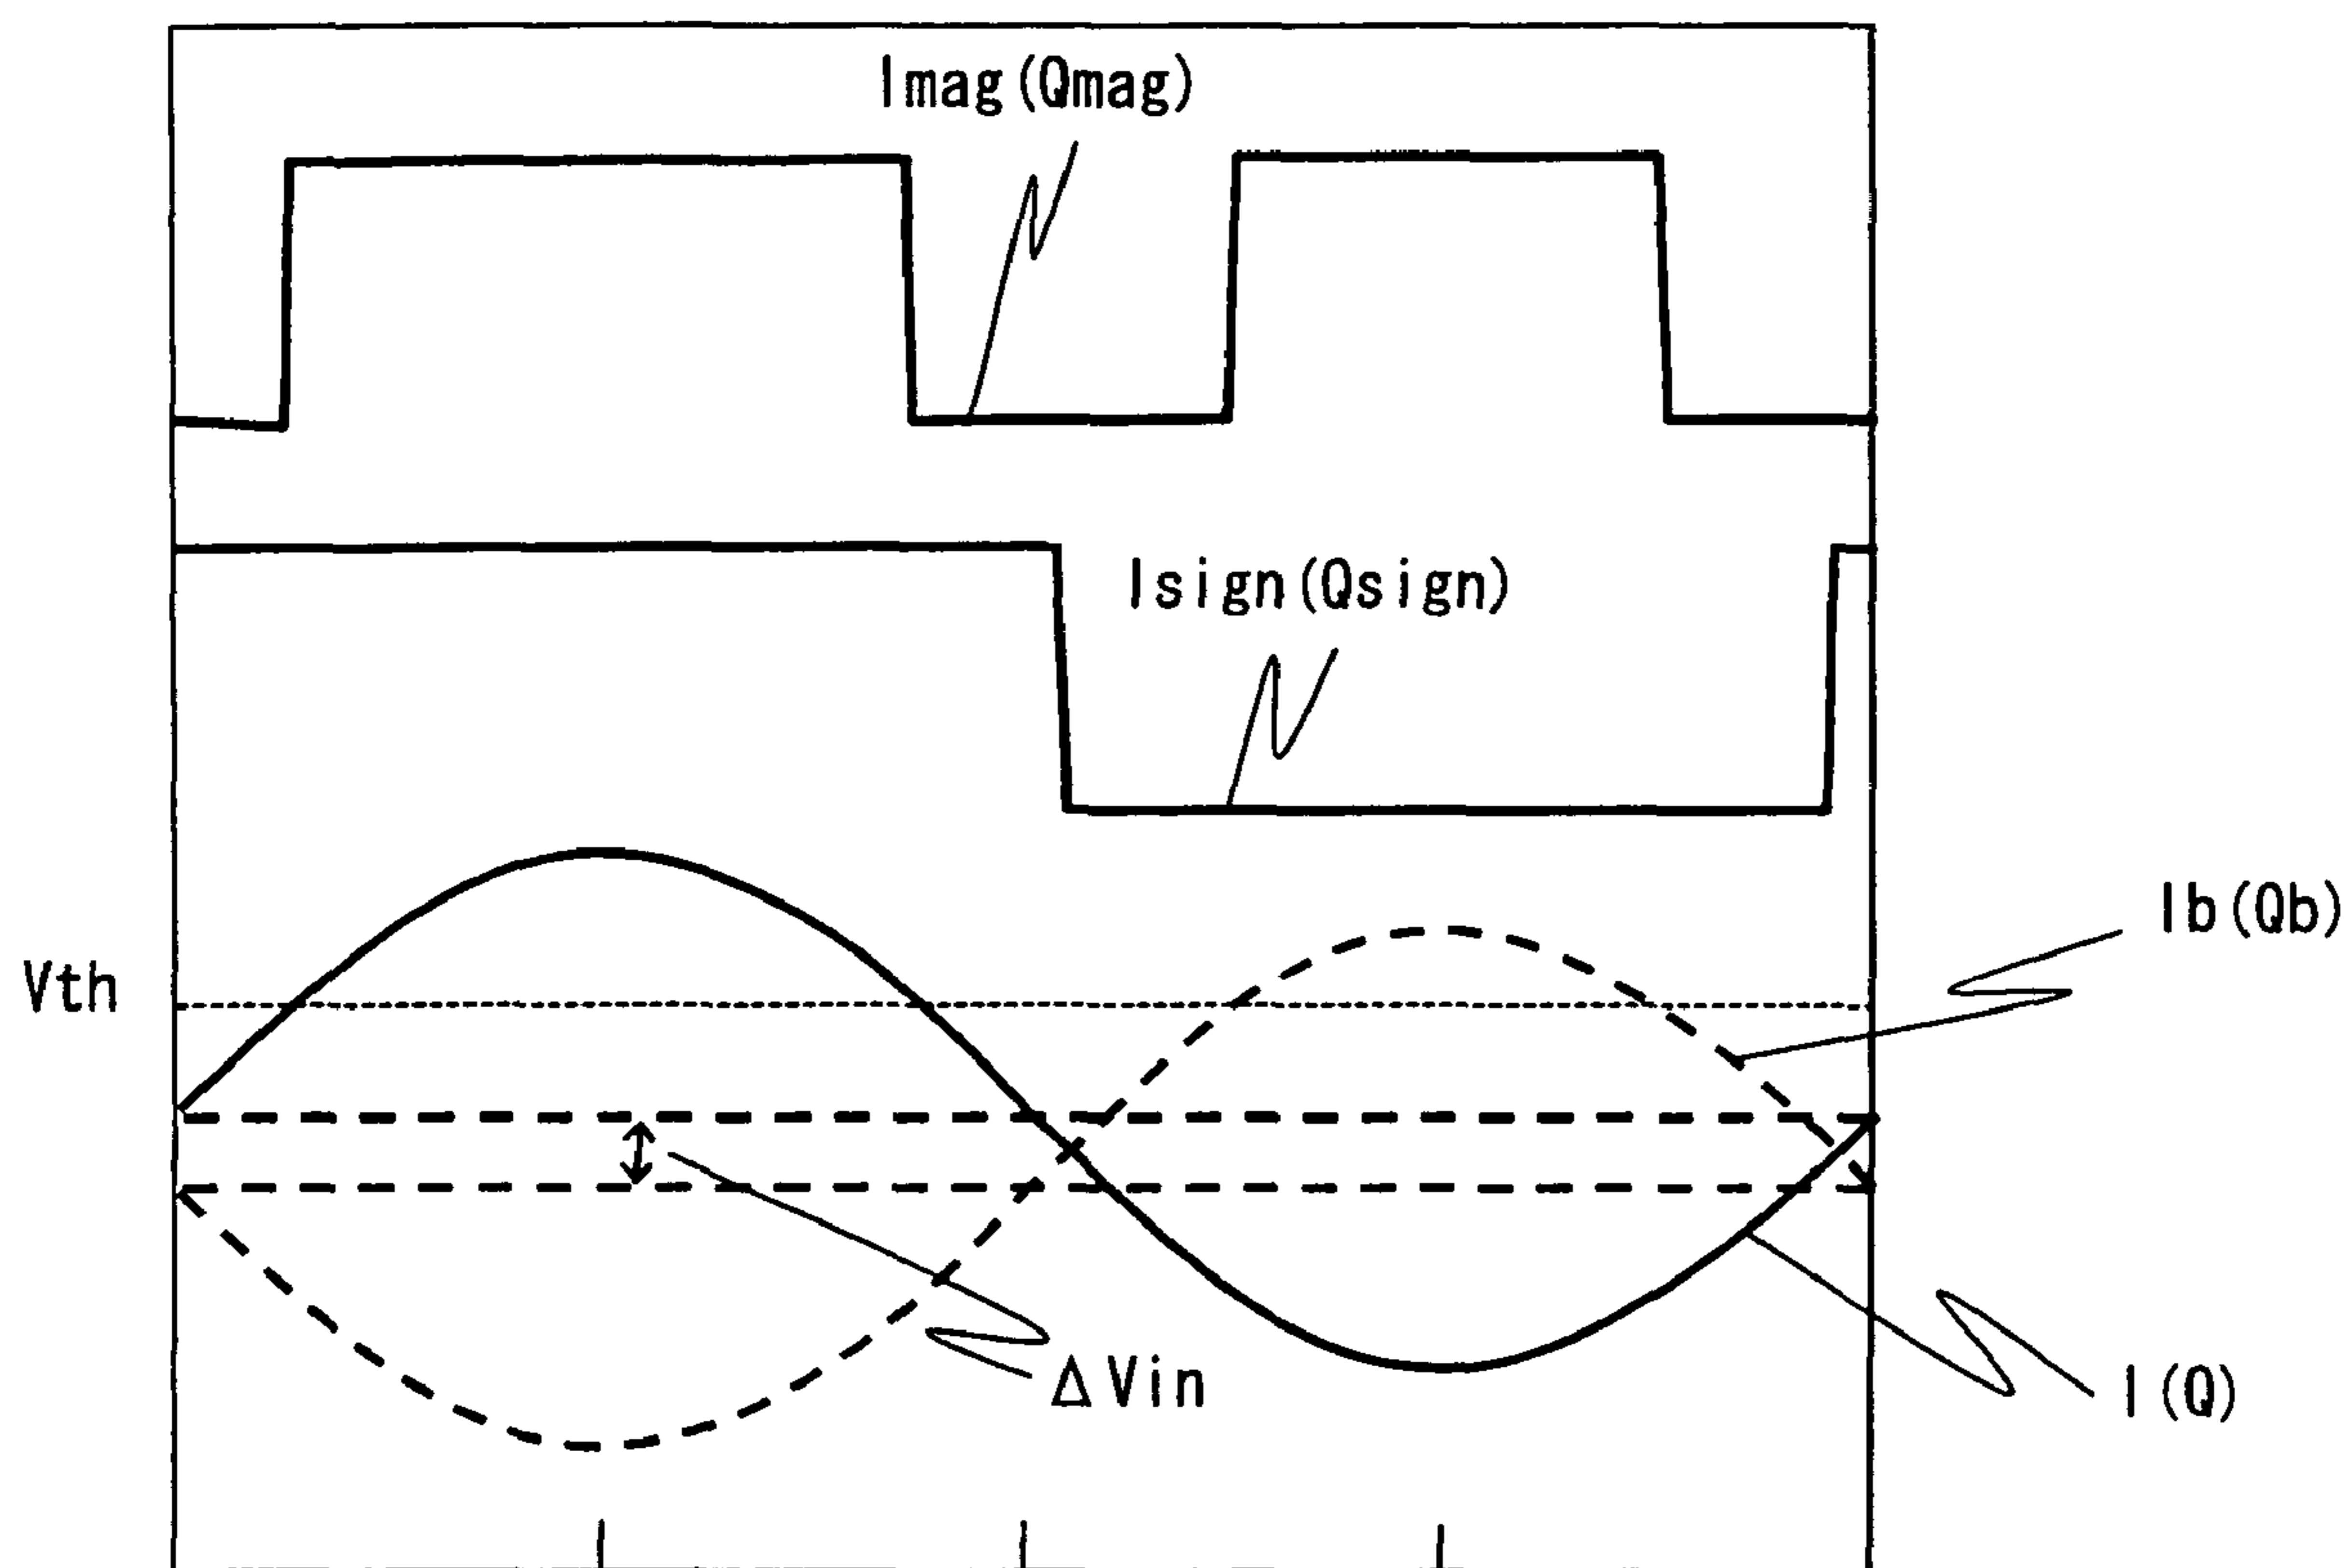 Imag(Qmag)
Isign(Qsign)
Ib(Qb)
Vth
ΔVin
I(Q)